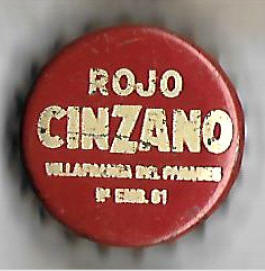 ROJO
CINZANO
VILLAFRANCA DEL PANADES
Nº EMB. 61